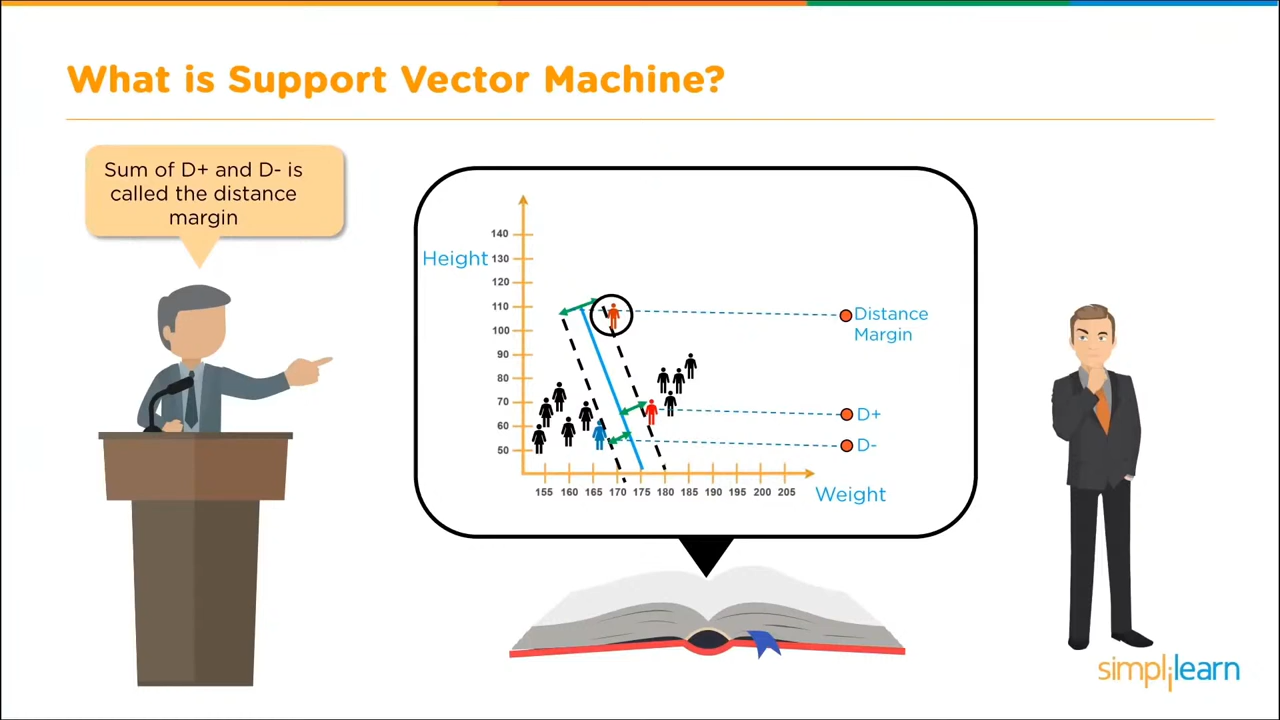 What is Support Vector Machine?
Sum of D+ and D- is
called the distance
margin
140
Height 130
120
110
100
90
80
70
60
50
155 160 165 170 175 180 185 190 195 200 205
Weight
Distance
Margin
D+
D-
simplilearn